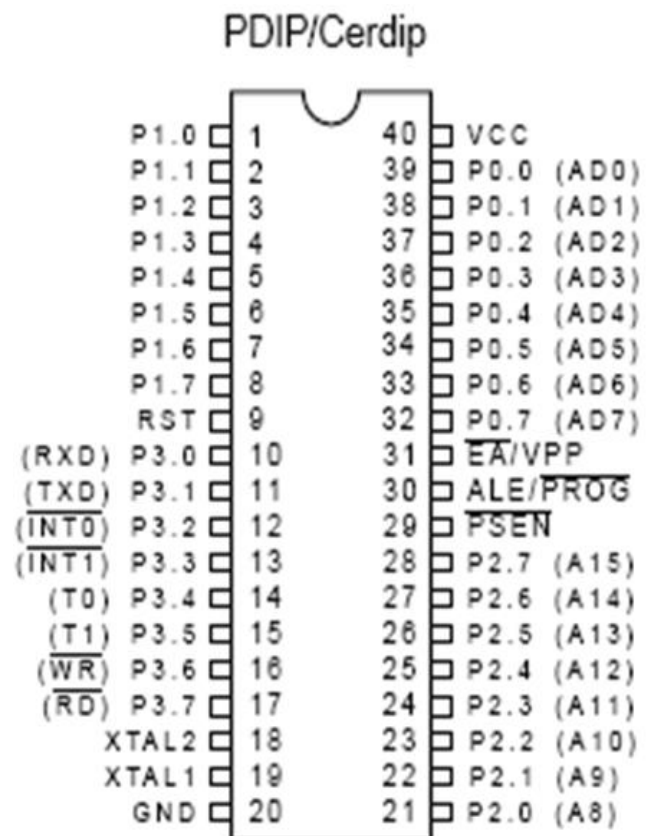 PDIP/Cerdip
P1.0 1 40 VCC
P1.1 2 39 P0.0 (AD0)
P1.2 3 38 P0.1 (AD1)
P1.3 4 37 P0.2 (AD2)
P1.4 5 36 P0.3 (AD3)
P1.5 6 35 P0.4 (AD4)
P1.6 7 34 P0.5 (AD5)
P1.7 8 33 P0.6 (AD6)
RST 9 32 P0.7 (AD7)
(RXD) P3.0 10 31 E̅A̅/VPP
(TXD) P3.1 11 30 ALE/P̅R̅O̅G̅
(I̅N̅T̅0̅) P3.2 12 29 P̅S̅E̅N̅
(I̅N̅T̅1̅) P3.3 13 28 P2.7 (A15)
(T0) P3.4 14 27 P2.6 (A14)
(T1) P3.5 15 26 P2.5 (A13)
(W̅R̅) P3.6 16 25 P2.4 (A12)
(R̅D̅) P3.7 17 24 P2.3 (A11)
XTAL2 18 23 P2.2 (A10)
XTAL1 19 22 P2.1 (A9)
GND 20 21 P2.0 (A8)